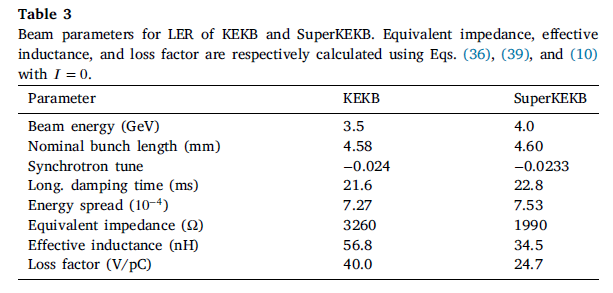 Table 3
Beam parameters for LER of KEKB and SuperKEKB. Equivalent impedance, effective
inductance, and loss factor are respectively calculated using Eqs. (36), (39), and (10)
with I = 0.
Parameter KEKB SuperKEKB
Beam energy (GeV) 3.5 4.0
Nominal bunch length (mm) 4.58 4.60
Synchrotron tune −0.024 −0.0233
Long. damping time (ms) 21.6 22.8
Energy spread (10⁻⁴) 7.27 7.53
Equivalent impedance (Ω) 3260 1990
Effective inductance (nH) 56.8 34.5
Loss factor (V/pC) 40.0 24.7